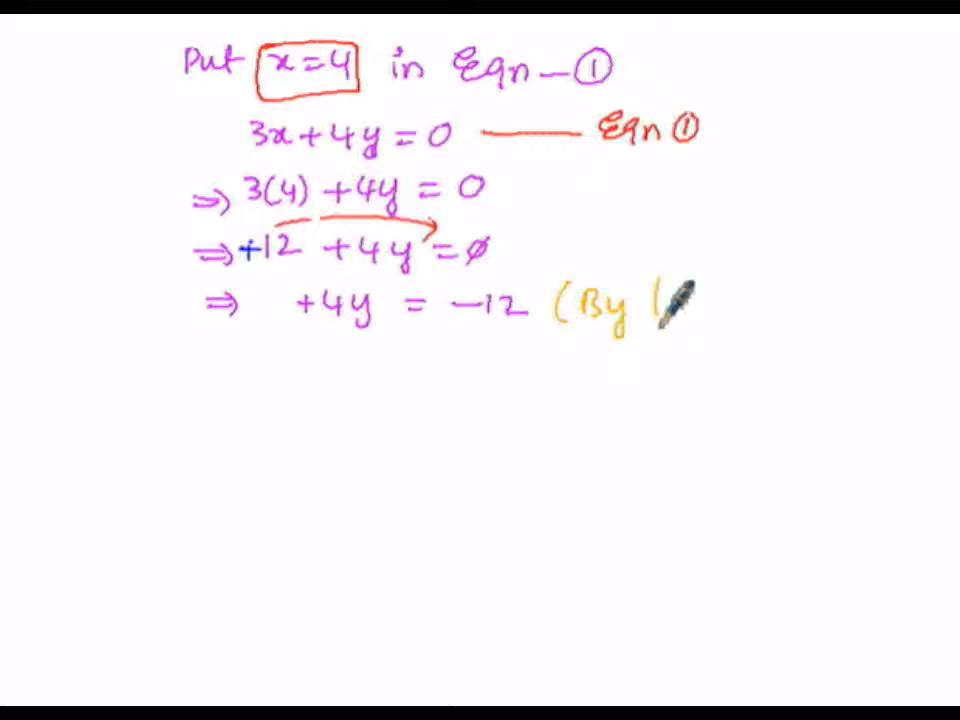 Put x=4 in Eqn-①
3x+4y=0 —— Eqn ①
⇒ 3(4) +4y = 0
⇒ +12 +4y =0
⇒ +4y = -12 (By